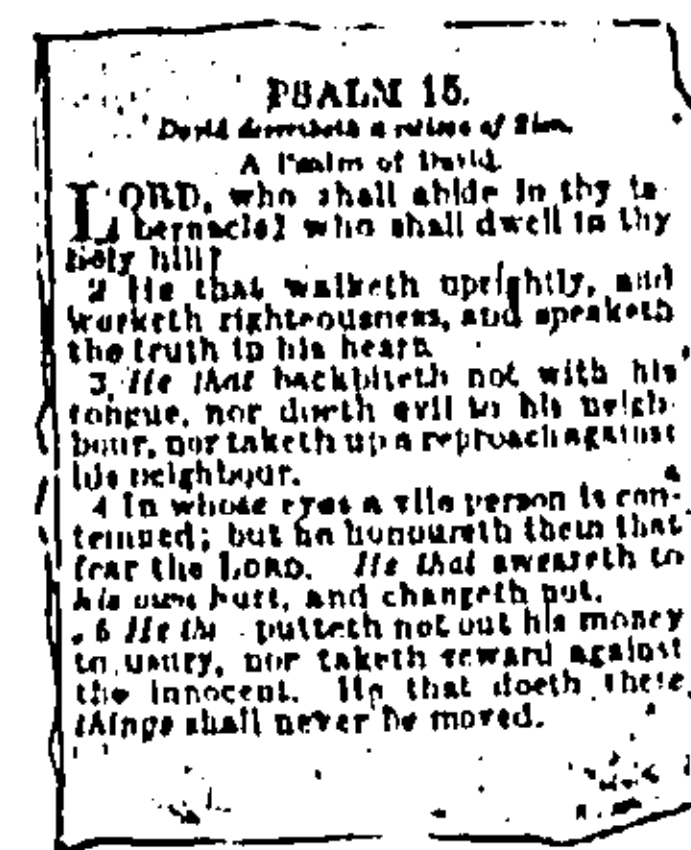 PSALM 15.
David describeth a citizen of Sion.
A Psalm of David.
LORD, who shall abide in thy ta-
bernacle? who shall dwell in thy
holy hill?
2 He that walketh uprightly, and
worketh righteousness, and speaketh
the truth in his heart.
3 He that backbiteth not with his
tongue, nor doeth evil to his neigh-
bour, nor taketh up a reproach against
his neighbour.
4 In whose eyes a vile person is con-
temned; but he honoureth them that
fear the LORD. He that sweareth to
his own hurt, and changeth not.
5 He that putteth not out his money
to usury, nor taketh reward against
the innocent. He that doeth these
things shall never be moved.